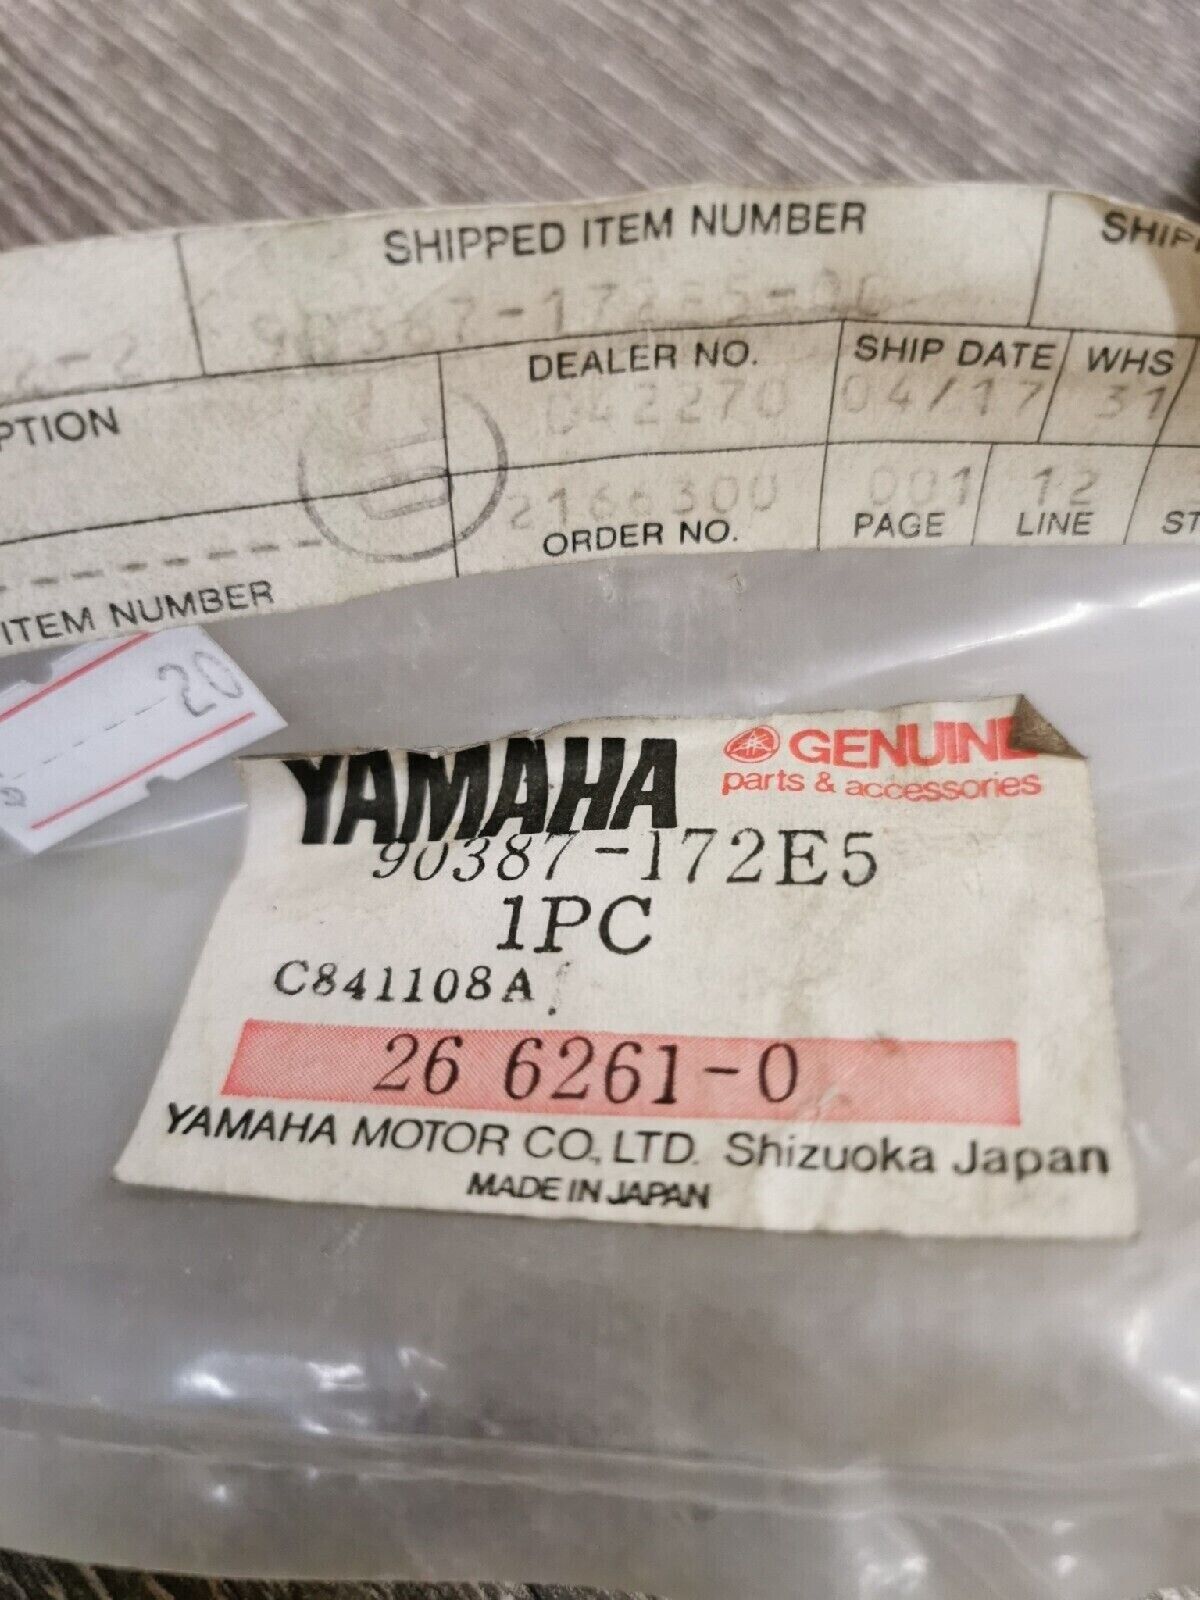 SHIPPED ITEM NUMBER
90387-172E5-00
DEALER NO.
SHIP DATE
WHS
042270
04/17
31
2166300
001
12
ORDER NO.
PAGE
LINE
ITEM NUMBER
20
YAMAHA
GENUINE
parts & accessories
90387-172E5
1PC
C841108A
26 6261-0
YAMAHA MOTOR CO., LTD. Shizuoka Japan
MADE IN JAPAN